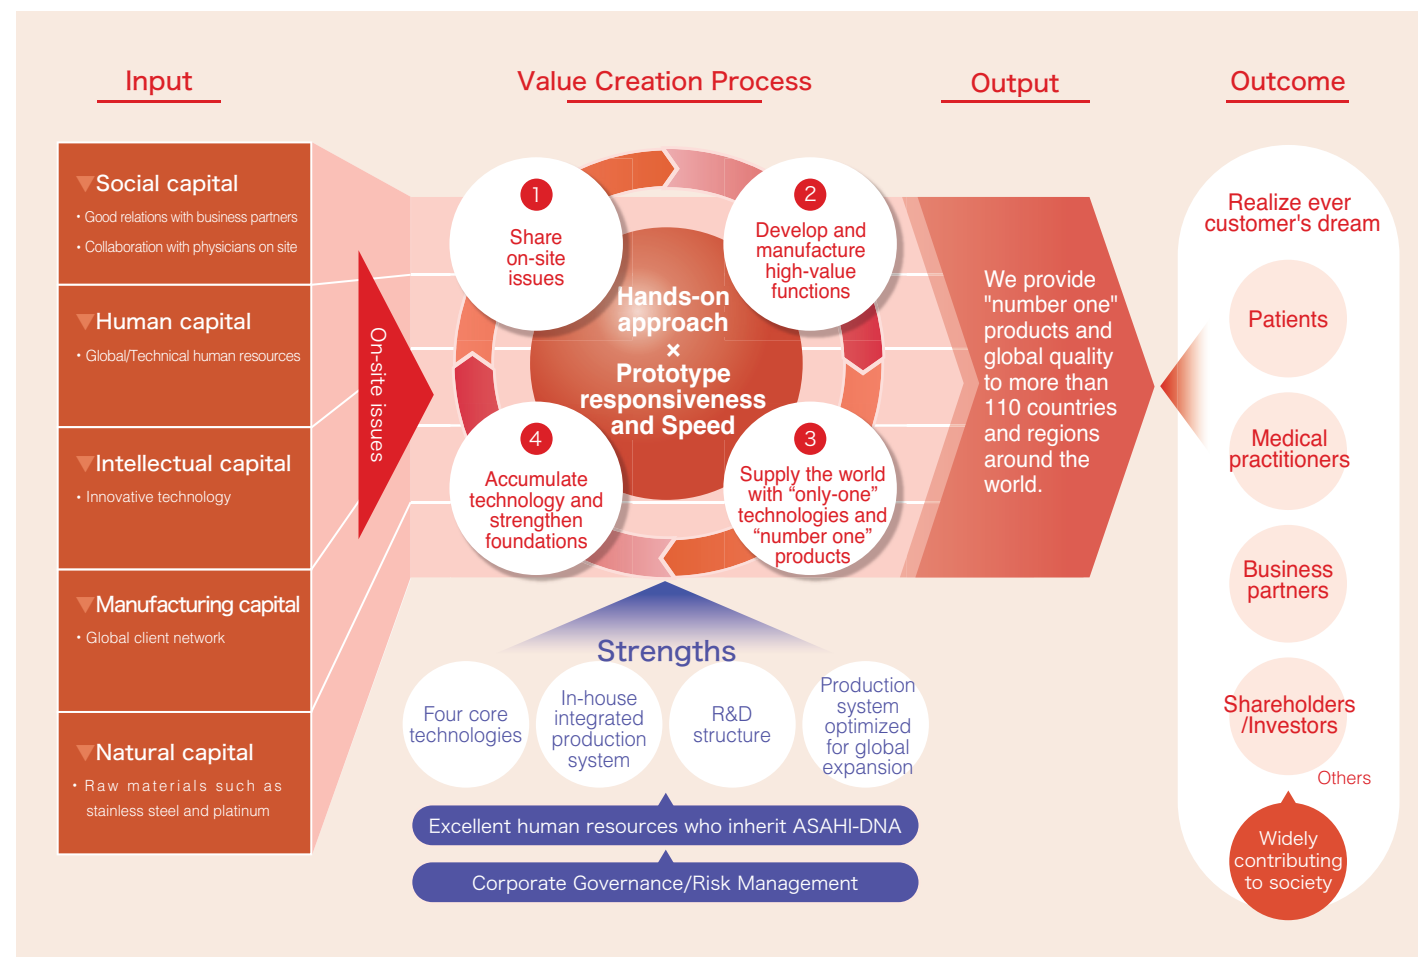 Input
Value Creation Process
Output
Outcome
▼Social capital
・Good relations with business partners
・Collaboration with physicians on site
▼Human capital
・Global/Technical human resources
▼Intellectual capital
・Innovative technology
▼Manufacturing capital
・Global client network
▼Natural capital
・Raw materials such as
stainless steel and platinum
On-site issues
1
Share
on-site
issues
2
Develop and
manufacture
high-value
functions
Hands-on
approach
×
Prototype
responsiveness
and Speed
4
Accumulate
technology and
strengthen
foundations
3
Supply the world
with “only-one”
technologies and
“number one”
products
Strengths
Four core
technologies
In-house
integrated
production
system
R&D
structure
Production
system
optimized
for global
expansion
Excellent human resources who inherit ASAHI-DNA
Corporate Governance/Risk Management
We provide
"number one"
products and
global quality
to more than
110 countries
and regions
around the
world.
Realize ever
customer's dream
Patients
Medical
practitioners
Business
partners
Shareholders
/Investors
Others
Widely
contributing
to society